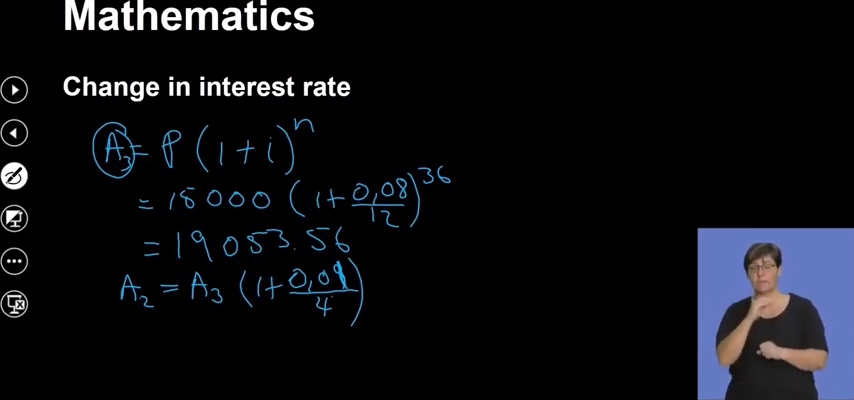 Mathematics
Change in interest rate
A₃ = P (1 + i)ⁿ
= 15000 (1 + 0,08/12)³⁶
= 19053.56
A₂ = A₃ (1 + 0,09/4)